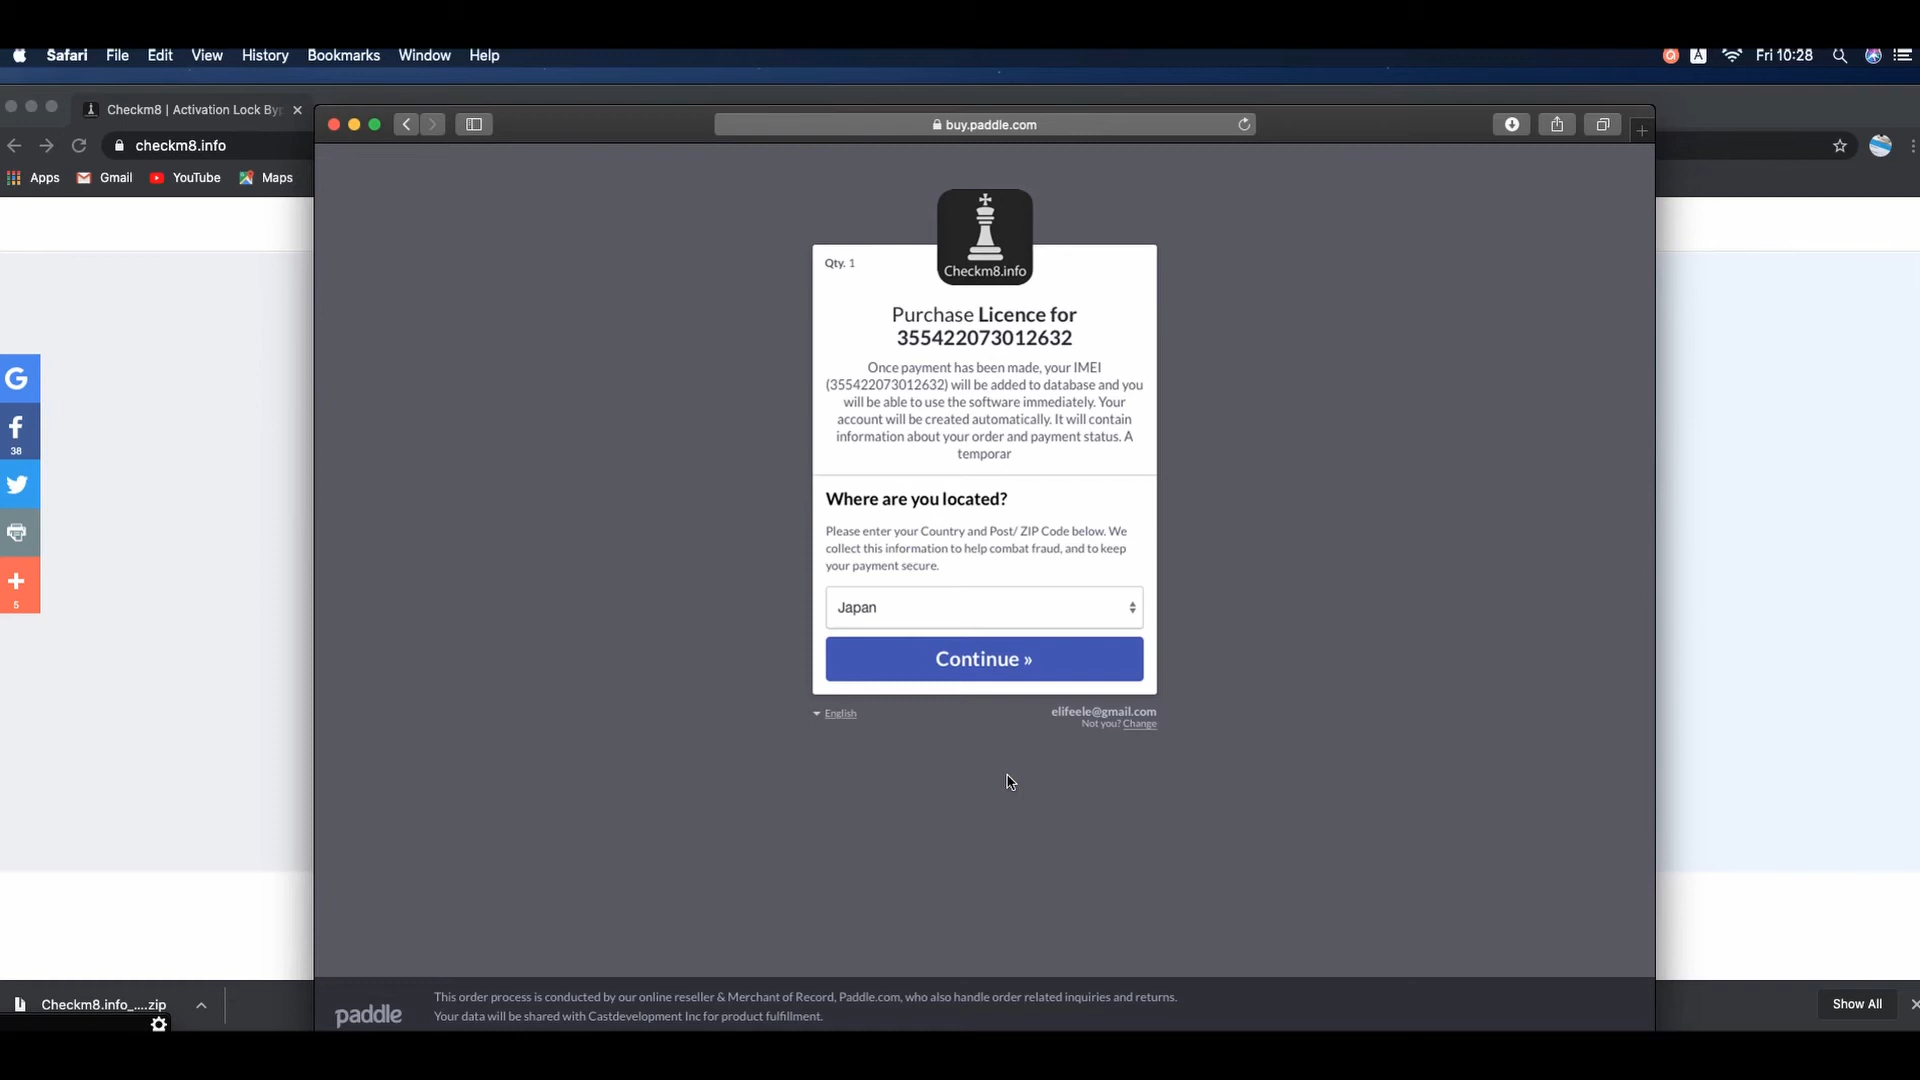 Safari File Edit View History Bookmarks Window Help
A Fri 10:28
Checkm8 | Activation Lock By
checkm8.info
Apps Gmail YouTube Maps
buy.paddle.com
38
5
Checkm8.info
Qty. 1
Purchase Licence for
355422073012632
Once payment has been made, your IMEI
(355422073012632) will be added to database and you
will be able to use the software immediately. Your
account will be created automatically. It will contain
information about your order and payment status. A
temporar
Where are you located?
Please enter your Country and Post/ ZIP Code below. We
collect this information to help combat fraud, and to keep
your payment secure.
Japan
Continue »
English
elifeele@gmail.com
Not you? Change
paddle
This order process is conducted by our online reseller & Merchant of Record, Paddle.com, who also handle order related inquiries and returns.
Your data will be shared with Castdevelopment Inc for product fulfillment.
Checkm8.info_....zip
Show All